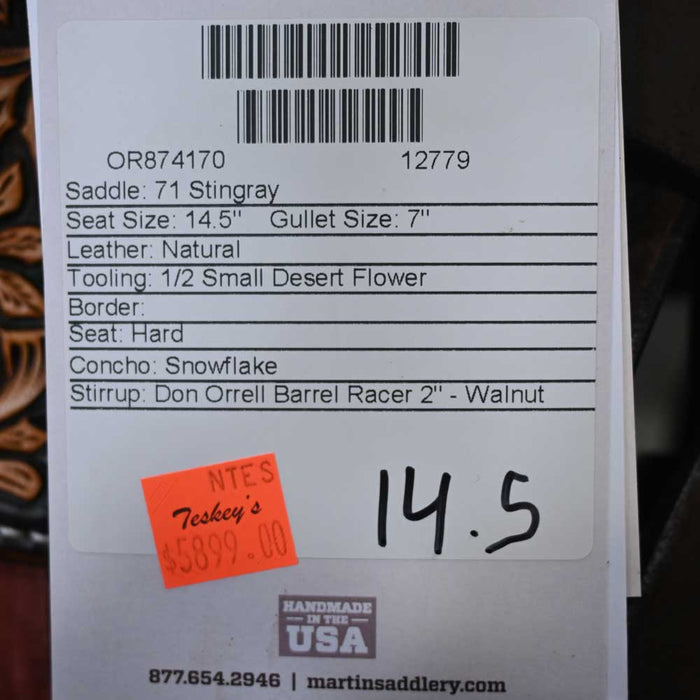 OR874170 12779
Saddle: 71 Stingray
Seat Size: 14.5" Gullet Size: 7"
Leather: Natural
Tooling: 1/2 Small Desert Flower
Border:
Seat: Hard
Concho: Snowflake
Stirrup: Don Orrell Barrel Racer 2" - Walnut
NTES
Teskey's
$5899.00
14.5
HANDMADE
IN THE
USA
877.654.2946 | martinsaddlery.com